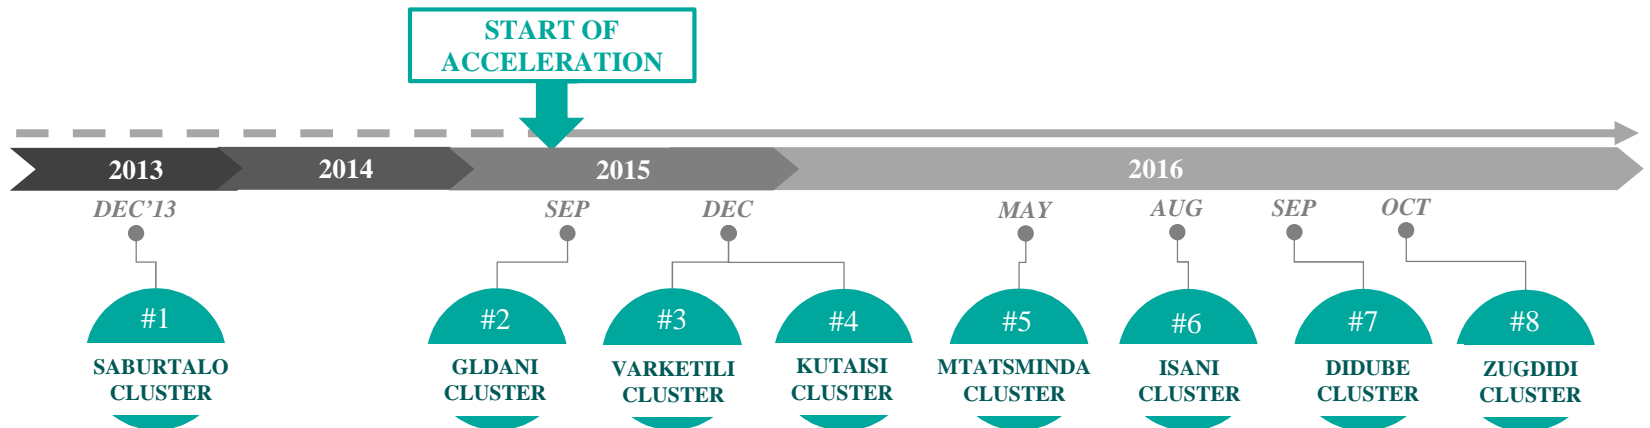 START OF
ACCELERATION
2013
2014
2015
2016
DEC’13
SEP
DEC
MAY
AUG
SEP
OCT
#1
SABURTALO
CLUSTER
#2
GLDANI
CLUSTER
#3
VARKETILI
CLUSTER
#4
KUTAISI
CLUSTER
#5
MTATSMINDA
CLUSTER
#6
ISANI
CLUSTER
#7
DIDUBE
CLUSTER
#8
ZUGDIDI
CLUSTER